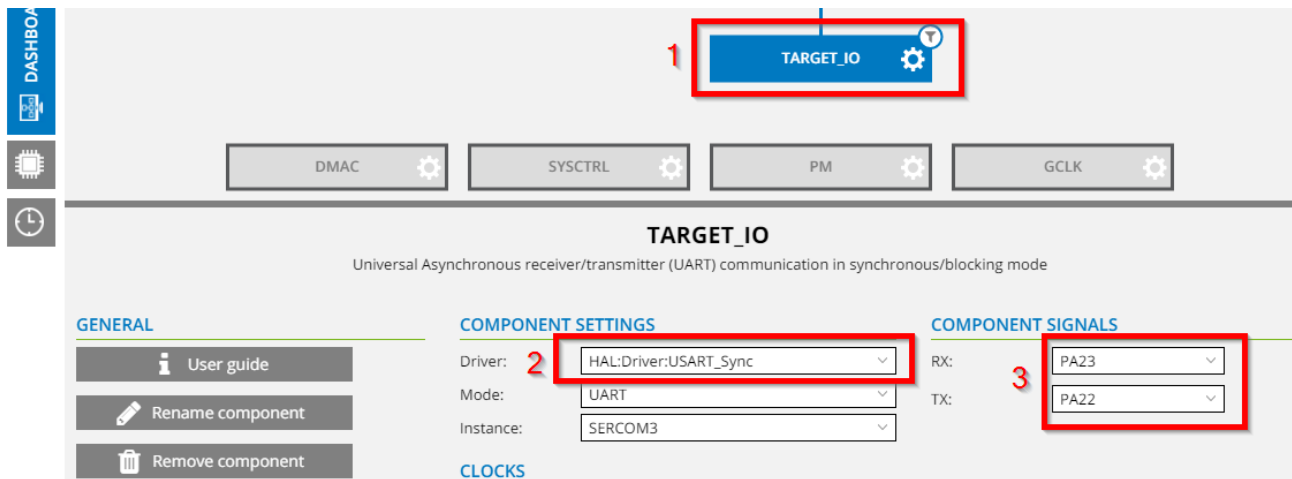 DASHBOA
1
TARGET_IO
DMAC
SYSCTRL
PM
GCLK
TARGET_IO
Universal Asynchronous receiver/transmitter (UART) communication in synchronous/blocking mode
GENERAL
User guide
Rename component
Remove component
COMPONENT SETTINGS
Driver: 2 HAL:Driver:USART_Sync
Mode: UART
Instance: SERCOM3
CLOCKS
COMPONENT SIGNALS
RX: PA23
3
TX: PA22